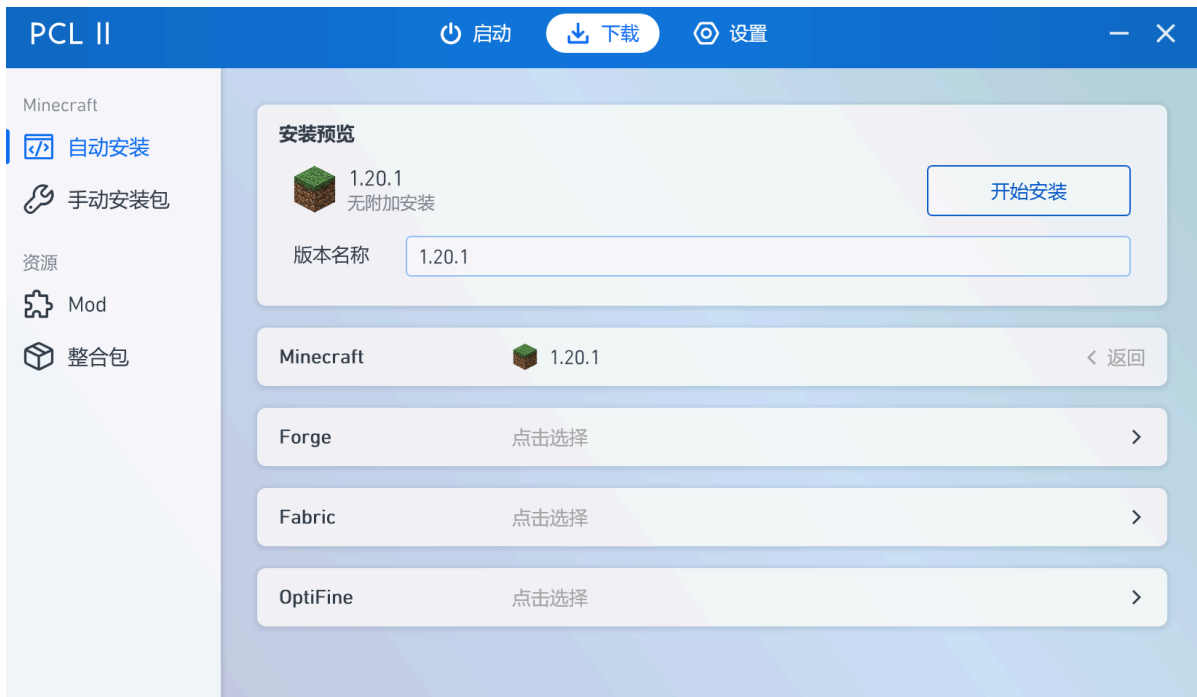 PCL II
启动 下载 设置
Minecraft
自动安装
手动安装包
资源
Mod
整合包
安装预览
1.20.1
无附加安装
开始安装
版本名称 1.20.1
Minecraft 1.20.1 返回
Forge 点击选择
Fabric 点击选择
OptiFine 点击选择